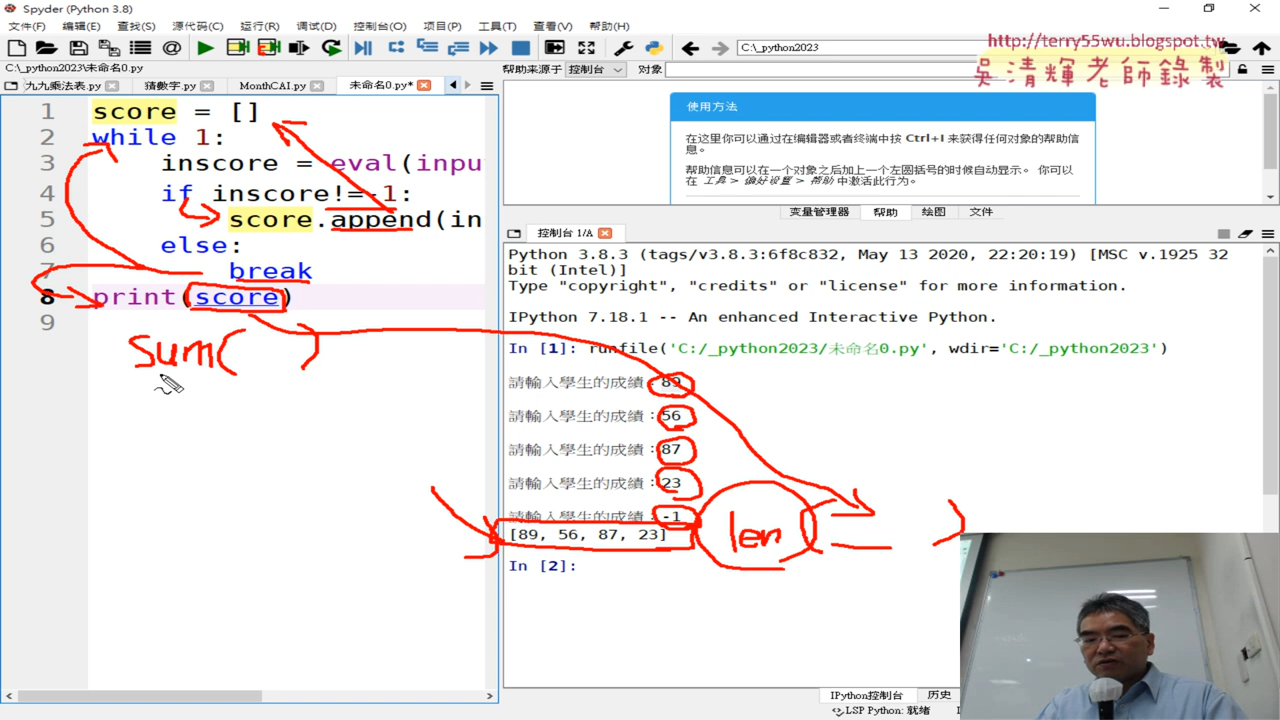 Spyder (Python 3.8)
文件(F) 编辑(E) 查找(S) 源代码(C) 运行(R) 调试(D) 控制台(O) 项目(P) 工具(T) 查看(V) 帮助(H)
C:\_python2023
http://terry55wu.blogspot.tw
吳清輝老師錄製
C:\_python2023\未命名0.py
帮助来源于 控制台 对象
九九乘法表.py 猜數字.py MonthCAI.py 未命名0.py*
1 score = []
2 while 1:
3 inscore = eval(inpu
4 if inscore!=-1:
5 score.append(in
6 else:
7 break
8 print(score)
9
sum( )
使用方法
在这里你可以通过在编辑器或者终端中按 Ctrl+I 来获得任何对象的帮助信息。
帮助信息可以在一个对象之后加上一个左圆括号的时候自动显示。 你可以
在 工具 > 偏好设置 > 帮助 中激活此行为。
变量管理器 帮助 绘图 文件
控制台 1/A
Python 3.8.3 (tags/v3.8.3:6f8c832, May 13 2020, 22:20:19) [MSC v.1925 32
bit (Intel)]
Type "copyright", "credits" or "license" for more information.
IPython 7.18.1 -- An enhanced Interactive Python.
In [1]: runfile('C:/_python2023/未命名0.py', wdir='C:/_python2023')
請輸入學生的成績：89
請輸入學生的成績：56
請輸入學生的成績：87
請輸入學生的成績：23
請輸入學生的成績：-1
[89, 56, 87, 23]
len( )
In [2]:
IPython控制台 历史
LSP Python: 就绪